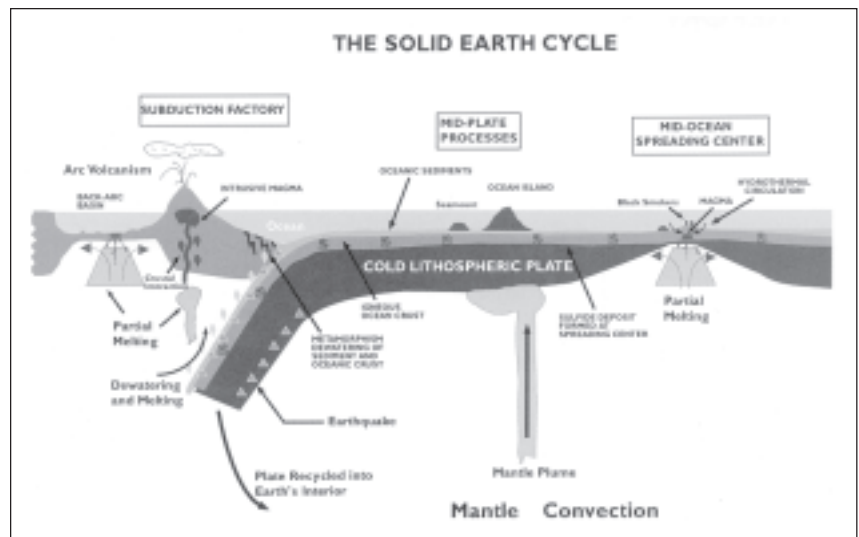 THE SOLID EARTH CYCLE
SUBDUCTION FACTORY
MID-PLATE
PROCESSES
MID-OCEAN
SPREADING CENTER
Arc Volcanism
BACK-ARC
BASIN
INTRUSIVE MAGMA
OCEANIC SEDIMENTS
OCEAN ISLAND
Seamount
Black Smokers
MAGMA
HYDROTHERMAL
CIRCULATION
Ocean
COLD LITHOSPHERIC PLATE
Crustal
IGNEOUS
OCEAN CRUST
SULFIDE DEPOSIT
FORMED AT
SPREADING CENTER
Partial
Melting
Partial
Melting
METAMORPHISM
DEWATERING OF
SEDIMENT AND
OCEANIC CRUST
Dewatering
and Melting
Earthquake
Plate Recycled into
Earth's Interior
Mantle Plume
Mantle Convection